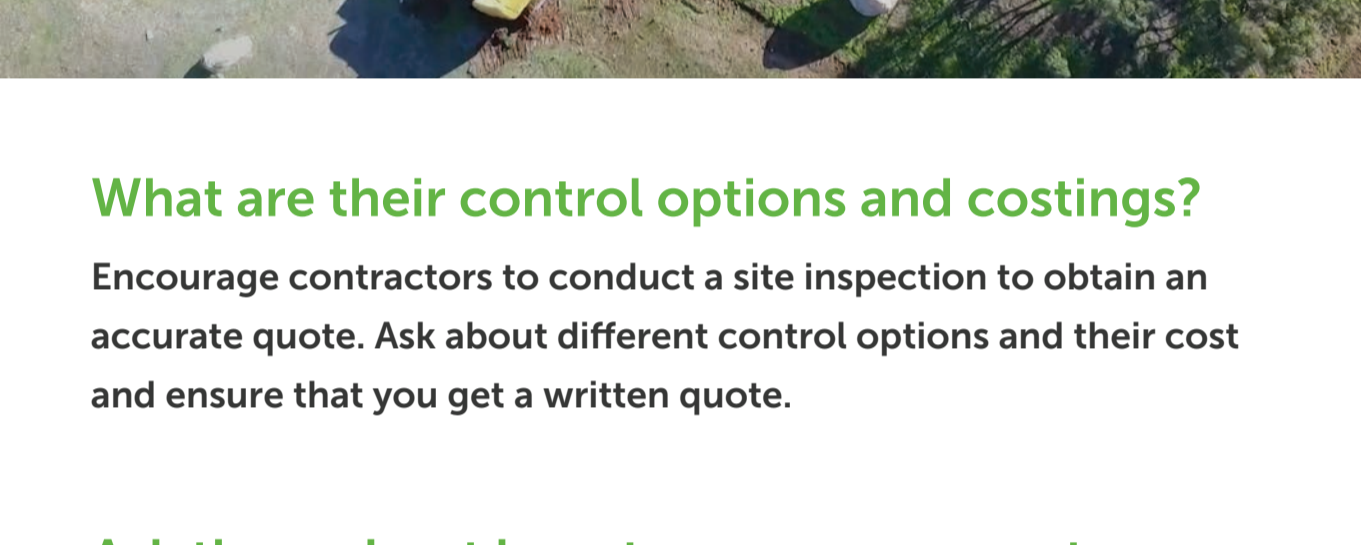 What are their control options and costings?
Encourage contractors to conduct a site inspection to obtain an
accurate quote. Ask about different control options and their cost
and ensure that you get a written quote.